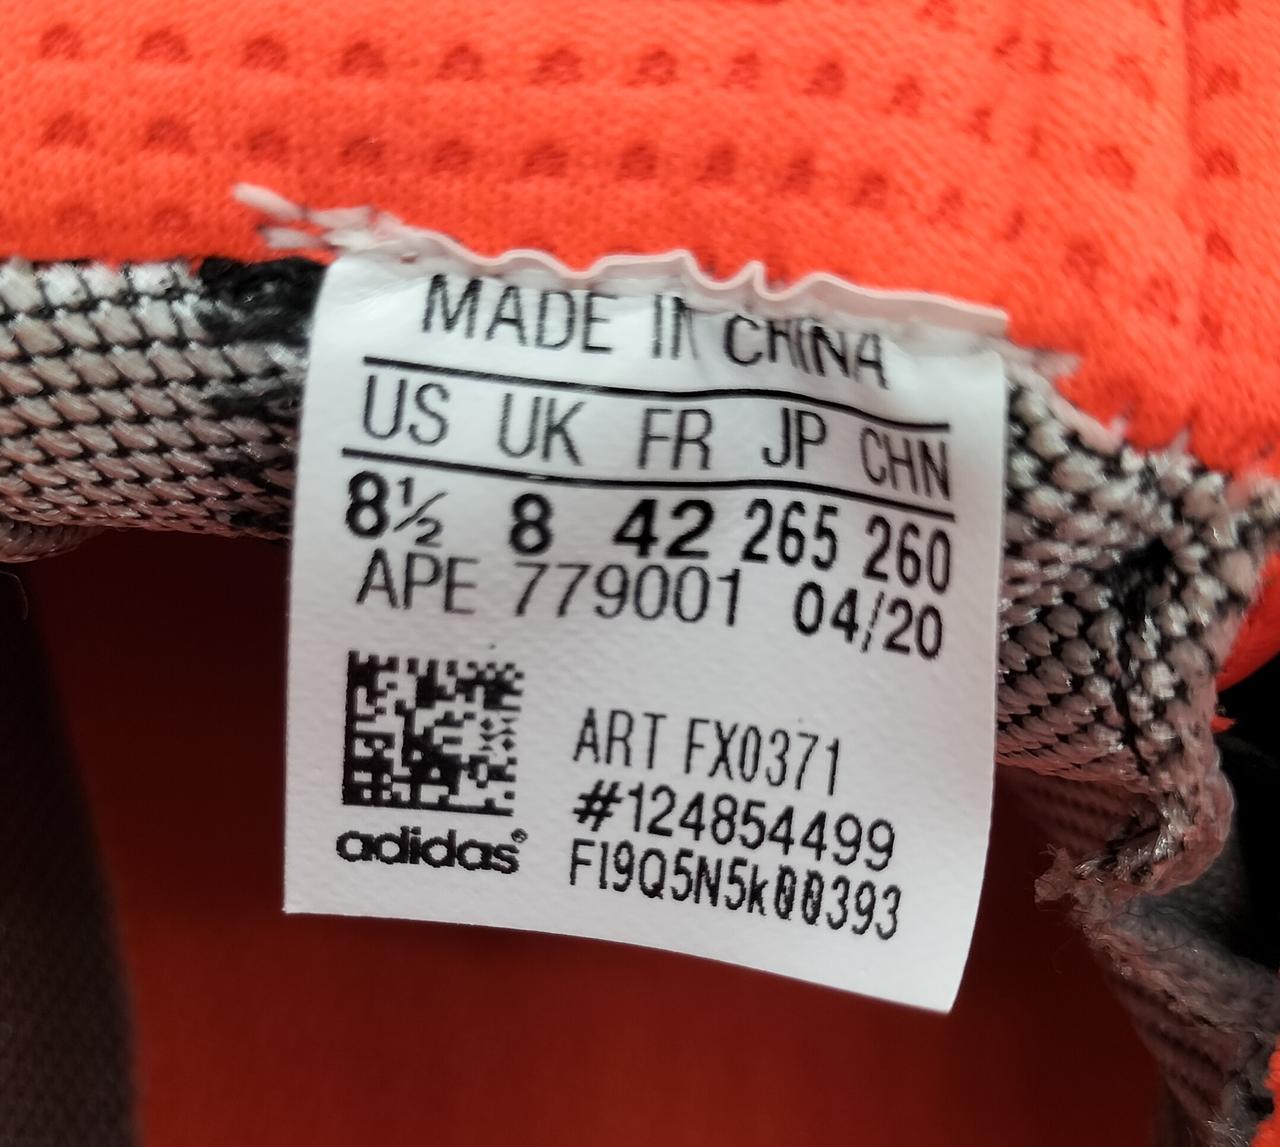 MADE IN CHINA
US UK FR JP CHN
8½ 8 42 265 260
APE 779001 04/20
ART FX0371
#124854499
FI9Q5N5k00393
adidas®